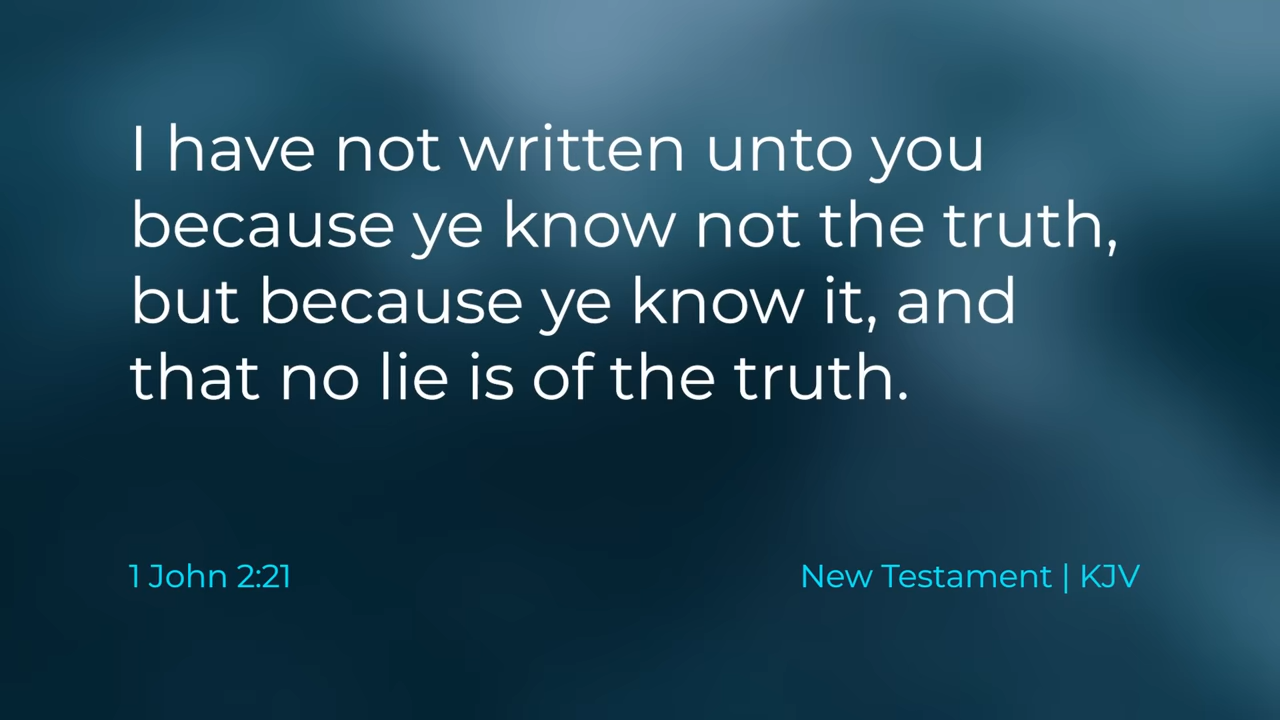 I have not written unto you
because ye know not the truth,
but because ye know it, and
that no lie is of the truth.
1 John 2:21
New Testament | KJV